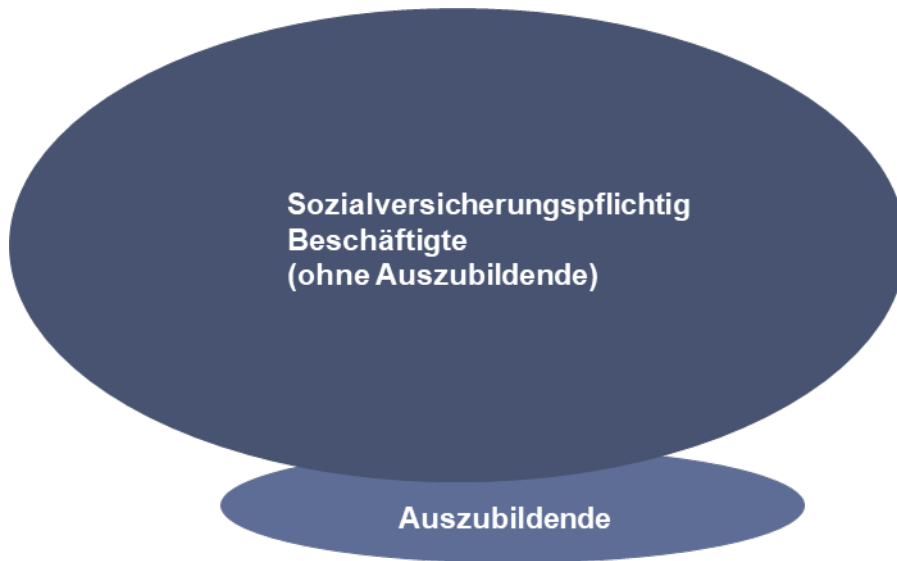 Sozialversicherungspflichtig
Beschäftigte
(ohne Auszubildende)
Auszubildende